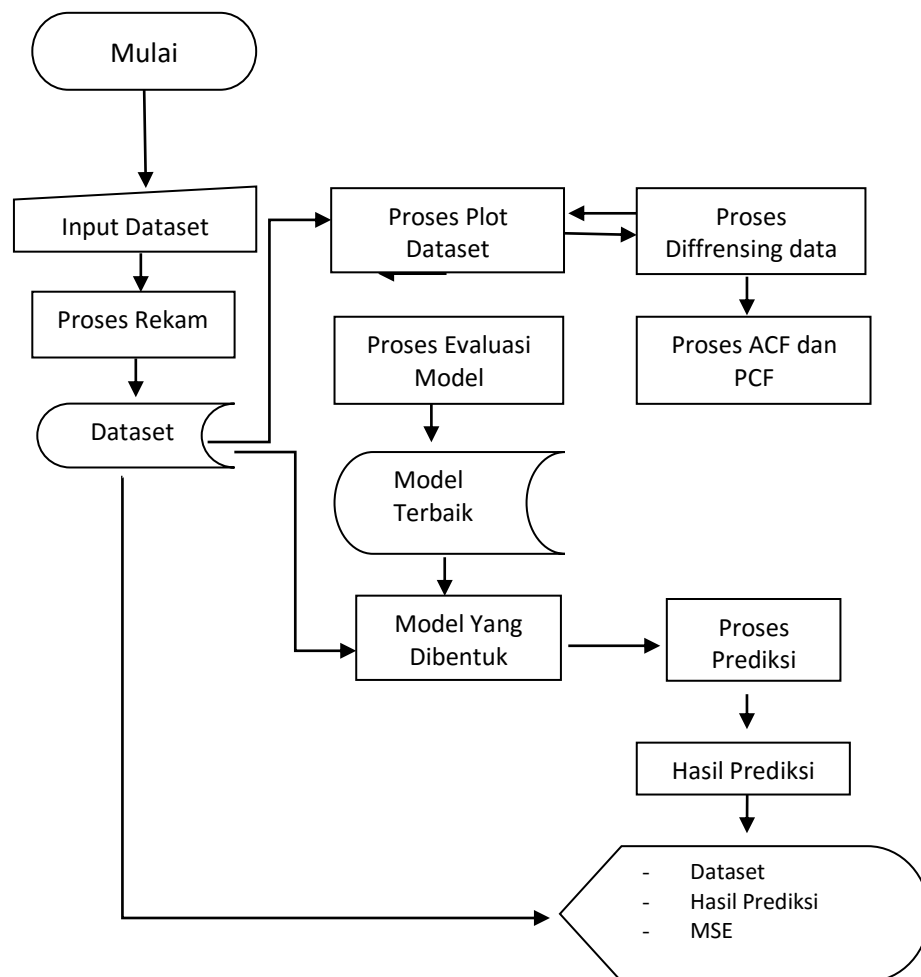 Mulai
Input Dataset
Proses Rekam
Dataset
Proses Plot
Dataset
Proses
Diffrensing data
Proses ACF dan
PCF
Proses Evaluasi
Model
Model
Terbaik
Model Yang
Dibentuk
Proses
Prediksi
Hasil Prediksi
- Dataset
- Hasil Prediksi
- MSE